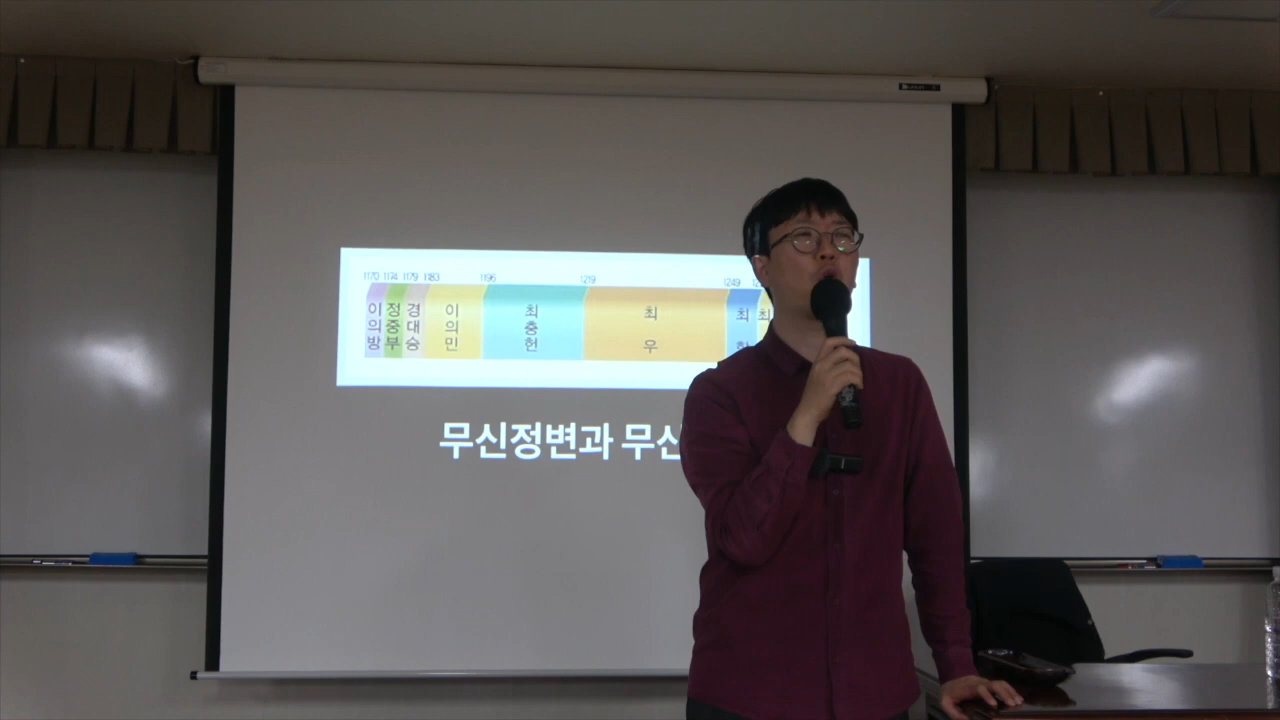 1170 1174 1179 1183 1196 1219 1249
이의방 정중부 경대승 이의민 최충헌 최우 최 최
무신정변과 무신